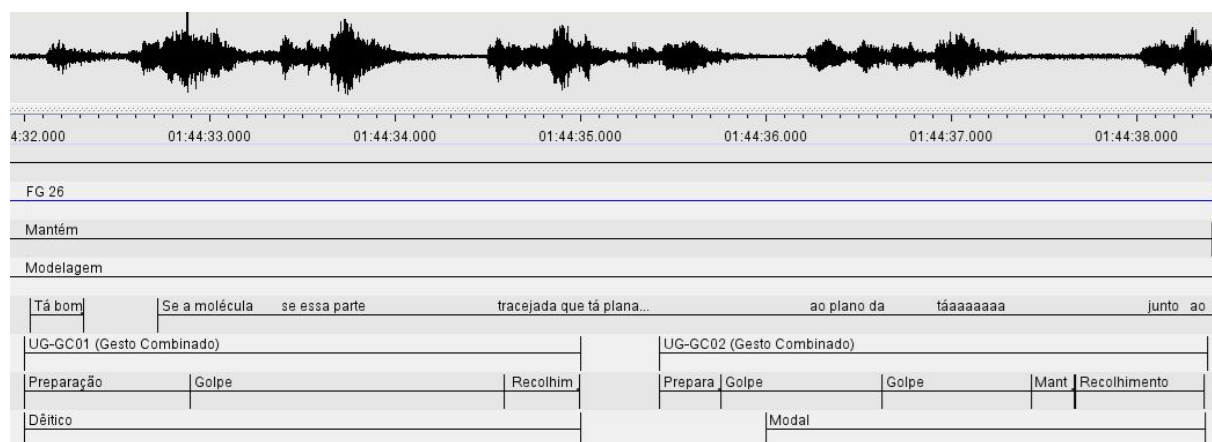 4:32.000 01:44:33.000 01:44:34.000 01:44:35.000 01:44:36.000 01:44:37.000 01:44:38.000
FG 26
Mantém
Modelagem
Tá bom Se a molécula se essa parte tracejada que tá plana... ao plano da táaaaaaaa junto ao
UG-GC01 (Gesto Combinado) UG-GC02 (Gesto Combinado)
Preparação Golpe Recolhim Prepara Golpe Golpe Mant Recolhimento
Dêitico Modal